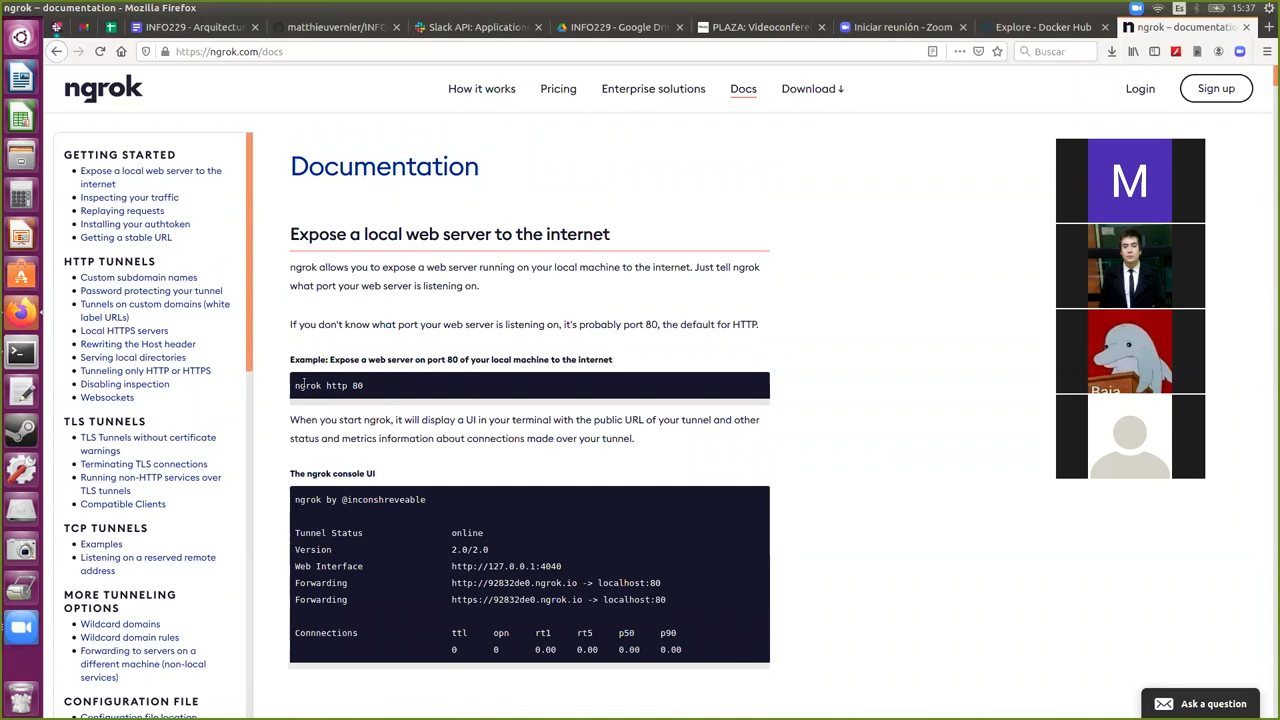 ngrok – documentation - Mozilla Firefox
Es
15:37
INFO229 - Arquitectur
matthieuvernier/INFO
Slack API: Applications
INFO229 - Google Driv
PLAZA: Videoconferen
Iniciar reunión - Zoom
Explore - Docker Hub
ngrok – documentation
https://ngrok.com/docs
Buscar
ngrok
How it works
Pricing
Enterprise solutions
Docs
Download ↓
Login
Sign up
GETTING STARTED
Expose a local web server to the
internet
Inspecting your traffic
Replaying requests
Installing your authtoken
Getting a stable URL
HTTP TUNNELS
Custom subdomain names
Password protecting your tunnel
Tunnels on custom domains (white
label URLs)
Local HTTPS servers
Rewriting the Host header
Serving local directories
Tunneling only HTTP or HTTPS
Disabling inspection
Websockets
TLS TUNNELS
TLS Tunnels without certificate
warnings
Terminating TLS connections
Running non-HTTP services over
TLS tunnels
Compatible Clients
TCP TUNNELS
Examples
Listening on a reserved remote
address
MORE TUNNELING
OPTIONS
Wildcard domains
Wildcard domain rules
Forwarding to servers on a
different machine (non-local
services)
CONFIGURATION FILE
Configuration file location
Documentation
Expose a local web server to the internet
ngrok allows you to expose a web server running on your local machine to the internet. Just tell ngrok
what port your web server is listening on.
If you don't know what port your web server is listening on, it's probably port 80, the default for HTTP.
Example: Expose a web server on port 80 of your local machine to the internet
ngrok http 80
When you start ngrok, it will display a UI in your terminal with the public URL of your tunnel and other
status and metrics information about connections made over your tunnel.
The ngrok console UI
ngrok by @inconshreveable
Tunnel Status online
Version 2.0/2.0
Web Interface http://127.0.0.1:4040
Forwarding http://92832de0.ngrok.io -> localhost:80
Forwarding https://92832de0.ngrok.io -> localhost:80
Connnections ttl opn rt1 rt5 p50 p90
0 0 0.00 0.00 0.00 0.00
M
Baja
Ask a question